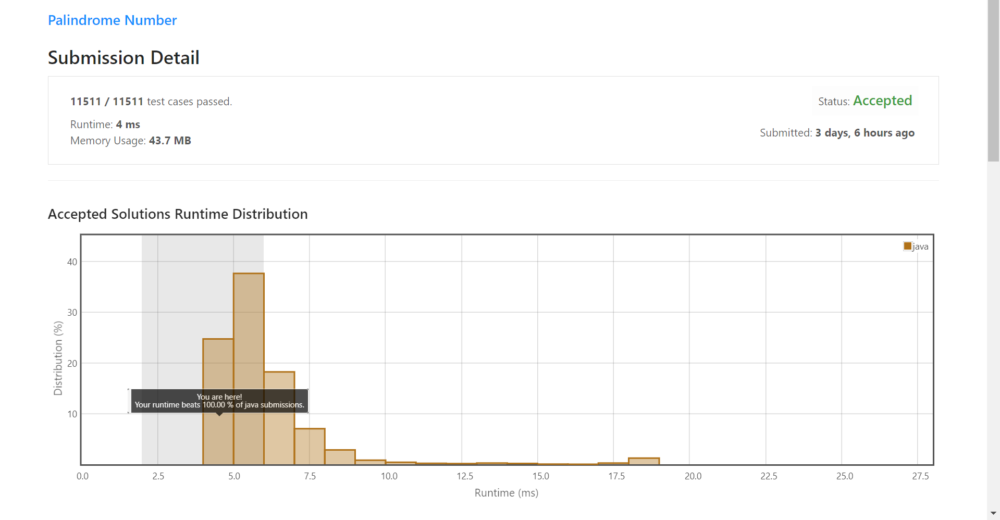 Palindrome Number
Submission Detail
11511 / 11511 test cases passed.
Status: Accepted
Runtime: 4 ms
Submitted: 3 days, 6 hours ago
Memory Usage: 43.7 MB
Accepted Solutions Runtime Distribution
java
40
30
20
10
Distribution (%)
You are here!
Your runtime beats 100.00 % of java submissions.
0.0 2.5 5.0 7.5 10.0 12.5 15.0 17.5 20.0 22.5 25.0 27.5
Runtime (ms)